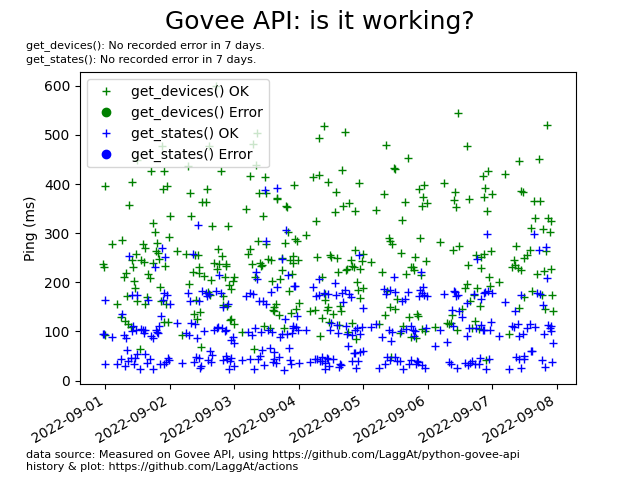 Govee API: is it working?
get_devices(): No recorded error in 7 days.
get_states(): No recorded error in 7 days.
get_devices() OK
get_devices() Error
get_states() OK
get_states() Error
600
500
400
300
200
100
0
Ping (ms)
2022-09-01
2022-09-02
2022-09-03
2022-09-04
2022-09-05
2022-09-06
2022-09-07
2022-09-08
data source: Measured on Govee API, using https://github.com/LaggAt/python-govee-api
history & plot: https://github.com/LaggAt/actions